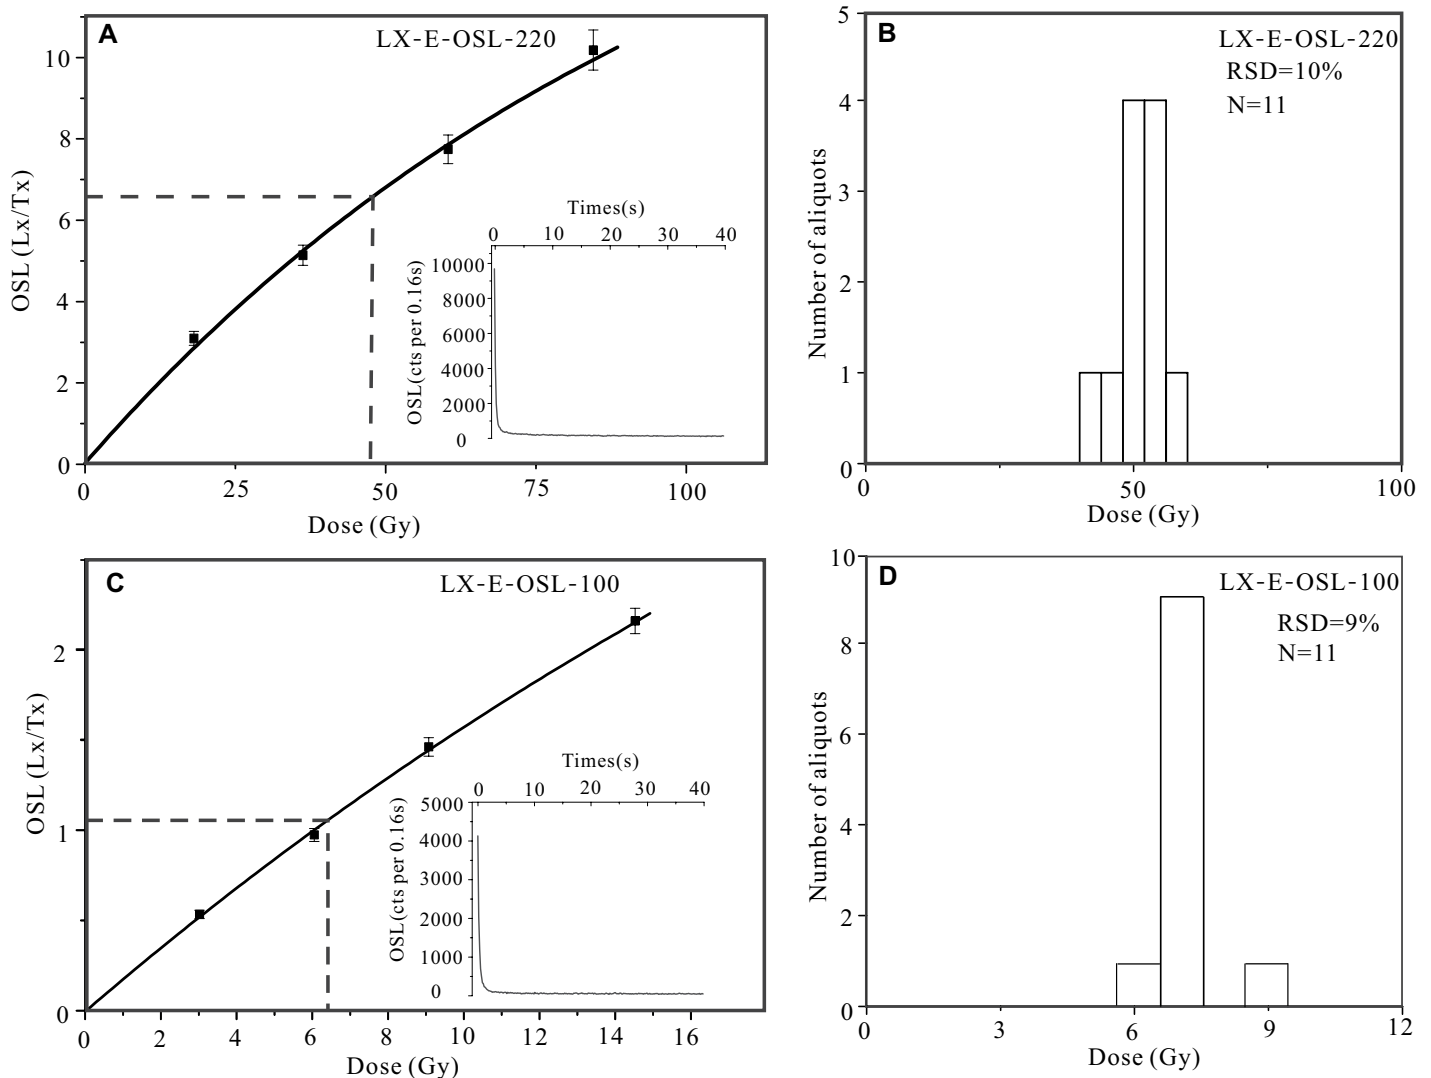 A
LX-E-OSL-220
OSL (Lx/Tx)
10
8
6
4
2
0
0 25 50 75 100
Dose (Gy)
Times(s)
0 10 20 30 40
OSL(cts per 0.16s)
10000
8000
6000
4000
2000
0
B
LX-E-OSL-220
RSD=10%
N=11
Number of aliquots
5
4
3
2
1
0
0 50 100
Dose (Gy)
C
LX-E-OSL-100
OSL (Lx/Tx)
2
1
0
0 2 4 6 8 10 12 14 16
Dose (Gy)
Times(s)
0 10 20 30 40
OSL(cts per 0.16s)
5000
4000
3000
2000
1000
0
D
LX-E-OSL-100
RSD=9%
N=11
Number of aliquots
10
8
6
4
2
0
0 3 6 9 12
Dose (Gy)